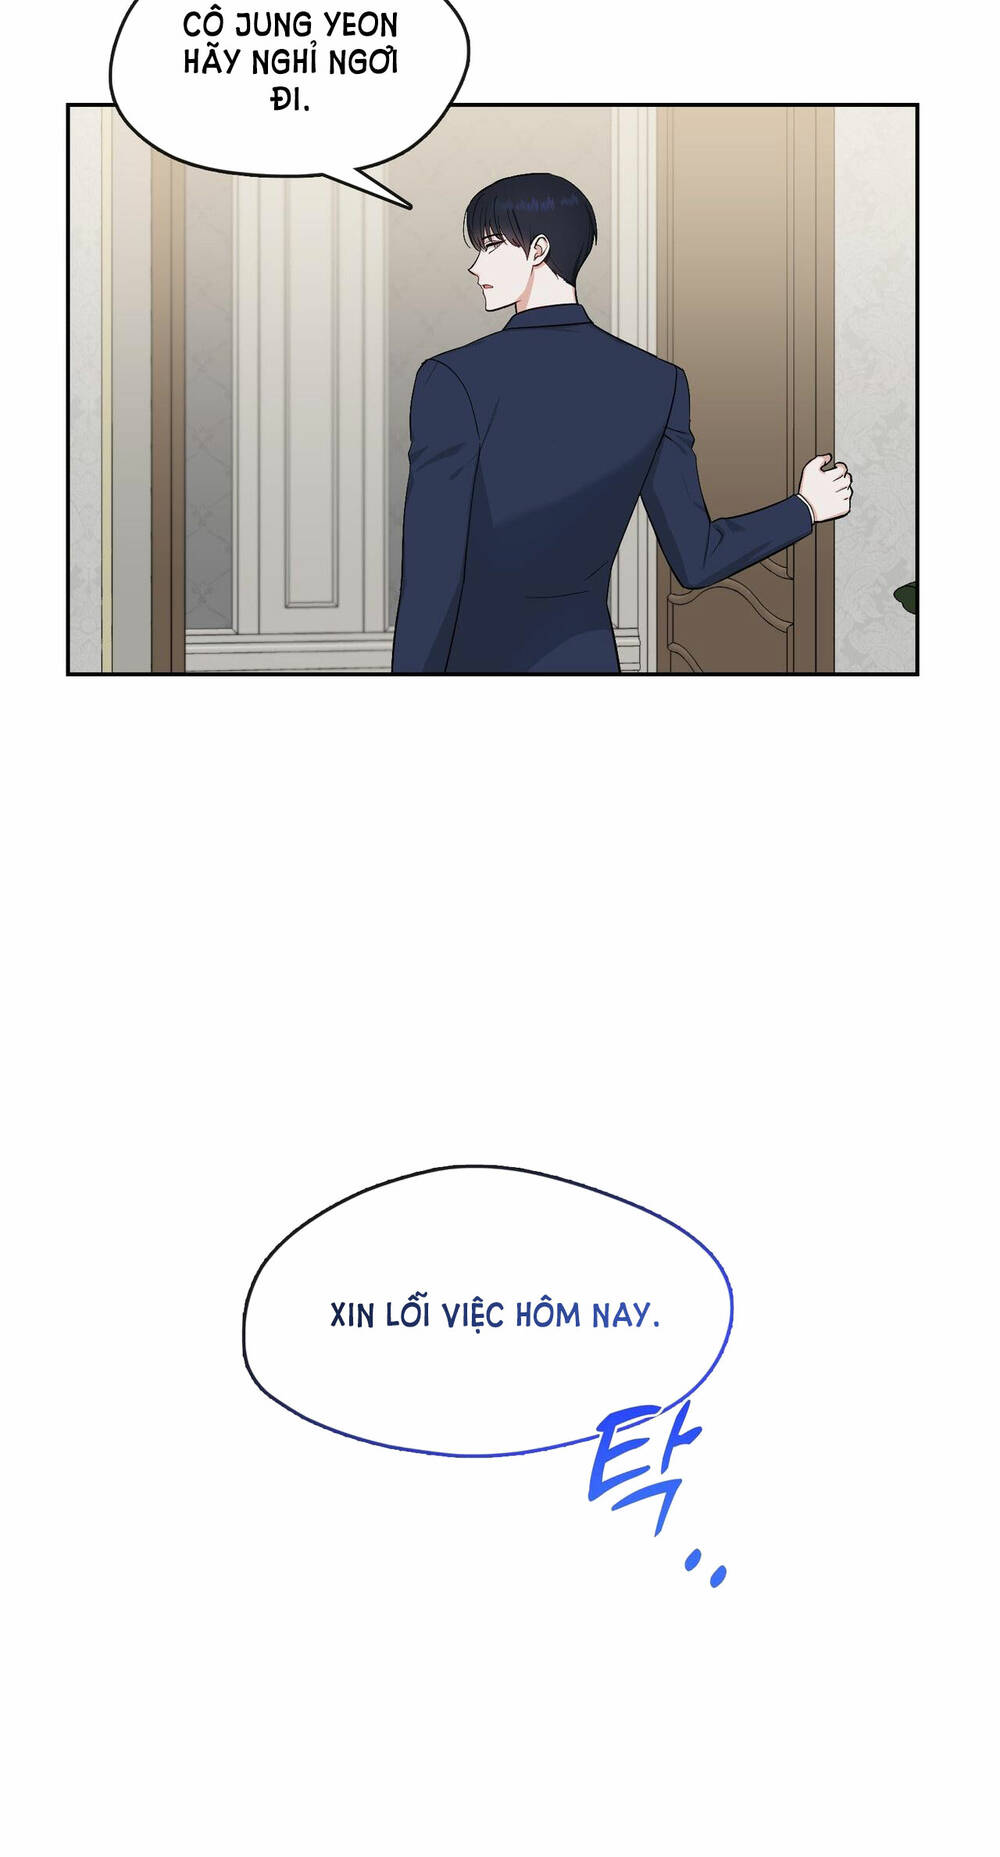 CÔ JUNG YEON
HÃY NGHỈ NGƠI
ĐI.
XIN LỖI VIỆC HÔM NAY.
탁..